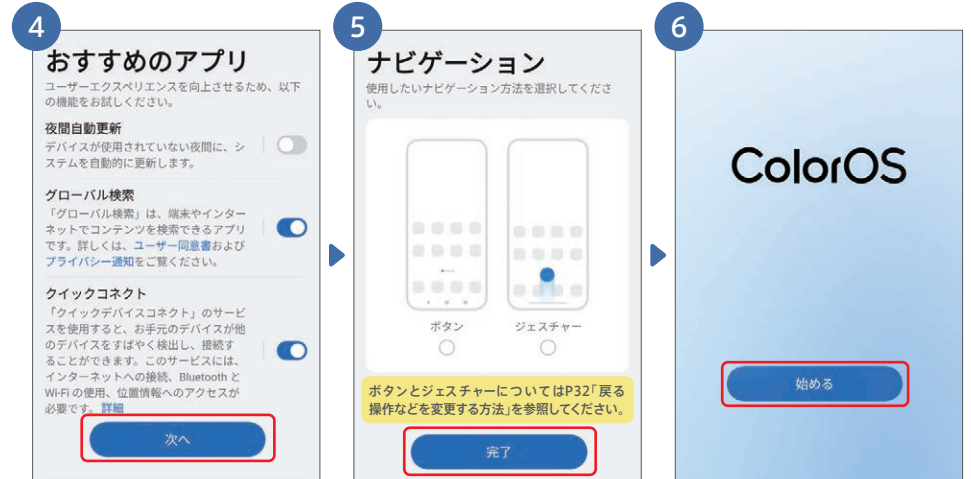 4
おすすめのアプリ
ユーザーエクスペリエンスを向上させるため、以下
の機能をお試しください。
夜間自動更新
デバイスが使用されていない夜間に、シ
ステムを自動的に更新します。
グローバル検索
「グローバル検索」は、端末やインター
ネットでコンテンツを検索できるアプリ
です。詳しくは、ユーザー同意書および
プライバシー通知をご覧ください。
クイックコネクト
「クイックデバイスコネクト」のサービ
スを使用すると、お手元のデバイスが他
のデバイスをすばやく検出し、接続す
ることができます。このサービスには、
インターネットへの接続、Bluetooth と
Wi-Fi の使用、位置情報へのアクセスが
必要です。詳細
次へ
5
ナビゲーション
使用したいナビゲーション方法を選択してくださ
い。
ボタン
ジェスチャー
ボタンとジェスチャーについてはP32「戻る
操作などを変更する方法」を参照してください。
完了
6
ColorOS
始める